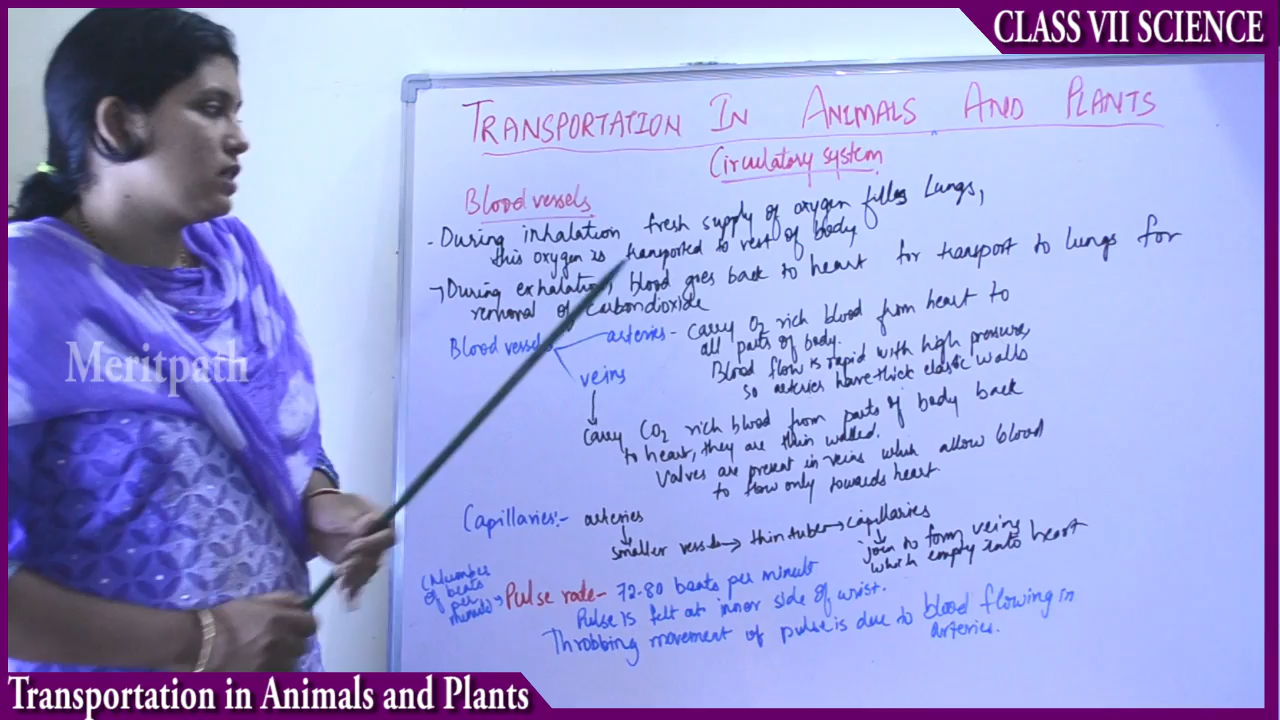 CLASS VII SCIENCE
TRANSPORTATION IN ANIMALS AND PLANTS
Circulatory system
Blood vessels
- During inhalation fresh supply of oxygen fills Lungs,
this oxygen is transported to rest of body
→ During exhalation, blood goes back to heart for transport to lungs for
removal of carbondioxide
Blood vessels
arteries - carry O2 rich blood from heart to
all parts of body.
Blood flow is rapid with high pressure,
so arteries have thick elastic walls
veins
↓
carry CO2 rich blood from parts of body back
to heart, they are thin walled.
Valves are present in veins which allow blood
to flow only towards heart
Capillaries:- arteries
↓
smaller vessels → thin tubes → capillaries
↓
join to form veins
which empty into heart
(Number
of beats
per
minute) → Pulse rate - 72-80 beats per minute
Pulse is felt at inner side of wrist.
Throbbing movement of pulse is due to blood flowing in
arteries.
Meritpath
Transportation in Animals and Plants